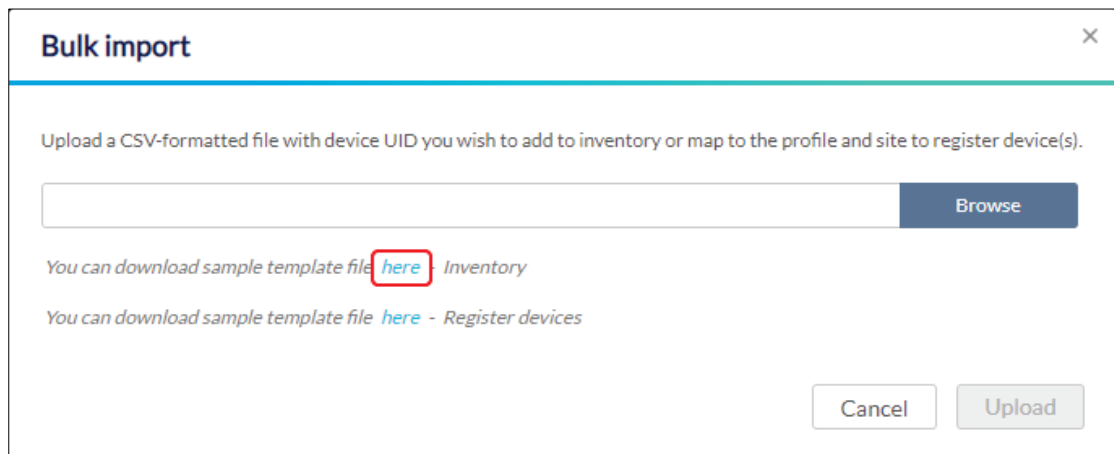 Bulk import
Upload a CSV-formatted file with device UID you wish to add to inventory or map to the profile and site to register device(s).
Browse
You can download sample template file here - Inventory
You can download sample template file here - Register devices
Cancel
Upload